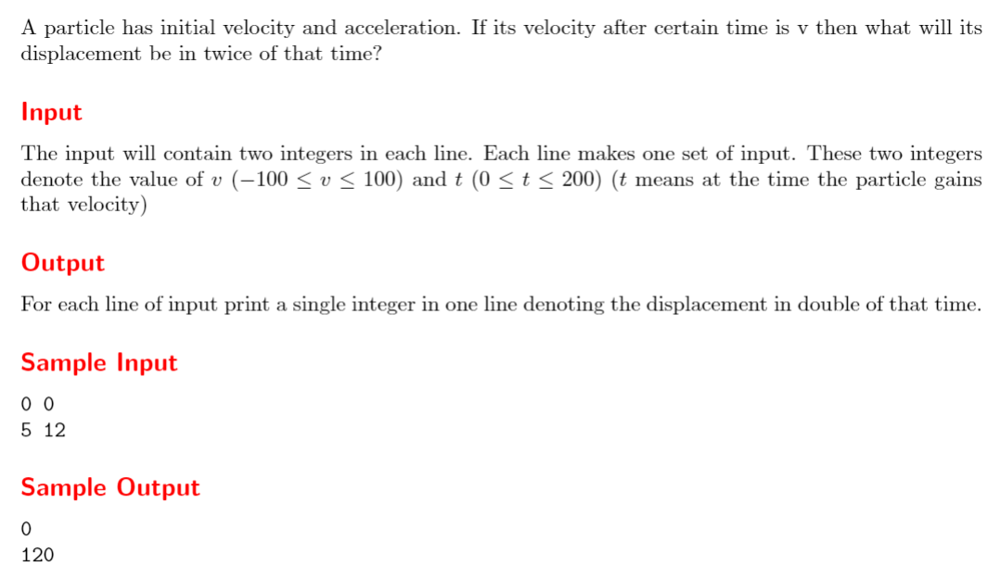 A particle has initial velocity and acceleration. If its velocity after certain time is v then what will its
displacement be in twice of that time?
Input
The input will contain two integers in each line. Each line makes one set of input. These two integers
denote the value of v (−100 ≤ v ≤ 100) and t (0 ≤ t ≤ 200) (t means at the time the particle gains
that velocity)
Output
For each line of input print a single integer in one line denoting the displacement in double of that time.
Sample Input
0 0
5 12
Sample Output
0
120